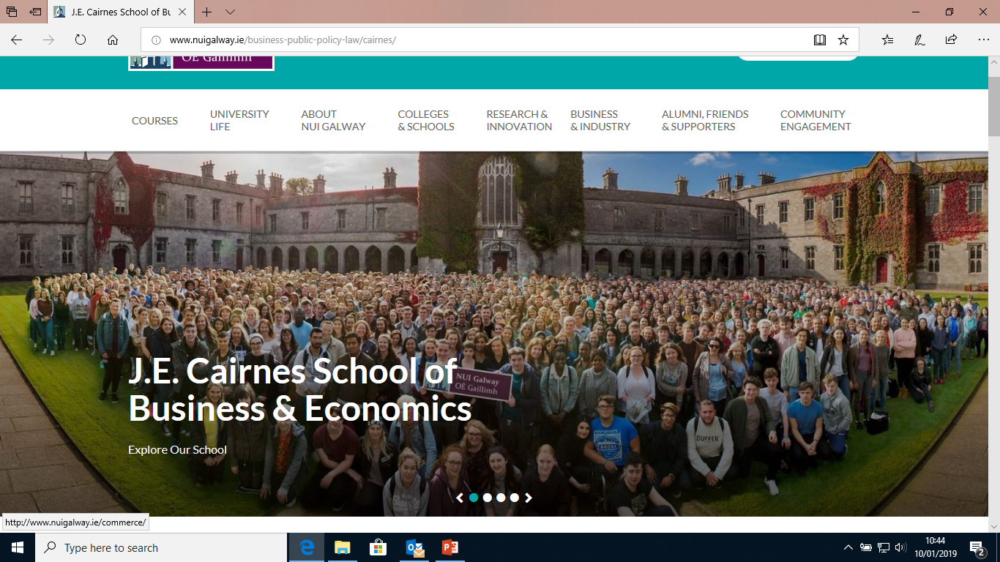 J.E. Cairnes School of Bu
www.nuigalway.ie/business-public-policy-law/cairnes/
OÉ Gaillimh
COURSES
UNIVERSITY
LIFE
ABOUT
NUI GALWAY
COLLEGES
& SCHOOLS
RESEARCH &
INNOVATION
BUSINESS
& INDUSTRY
ALUMNI, FRIENDS
& SUPPORTERS
COMMUNITY
ENGAGEMENT
NUI Galway
OÉ Gaillimh
DUFFER
J.E. Cairnes School of
Business & Economics
Explore Our School
http://www.nuigalway.ie/commerce/
Type here to search
10:44
10/01/2019
2